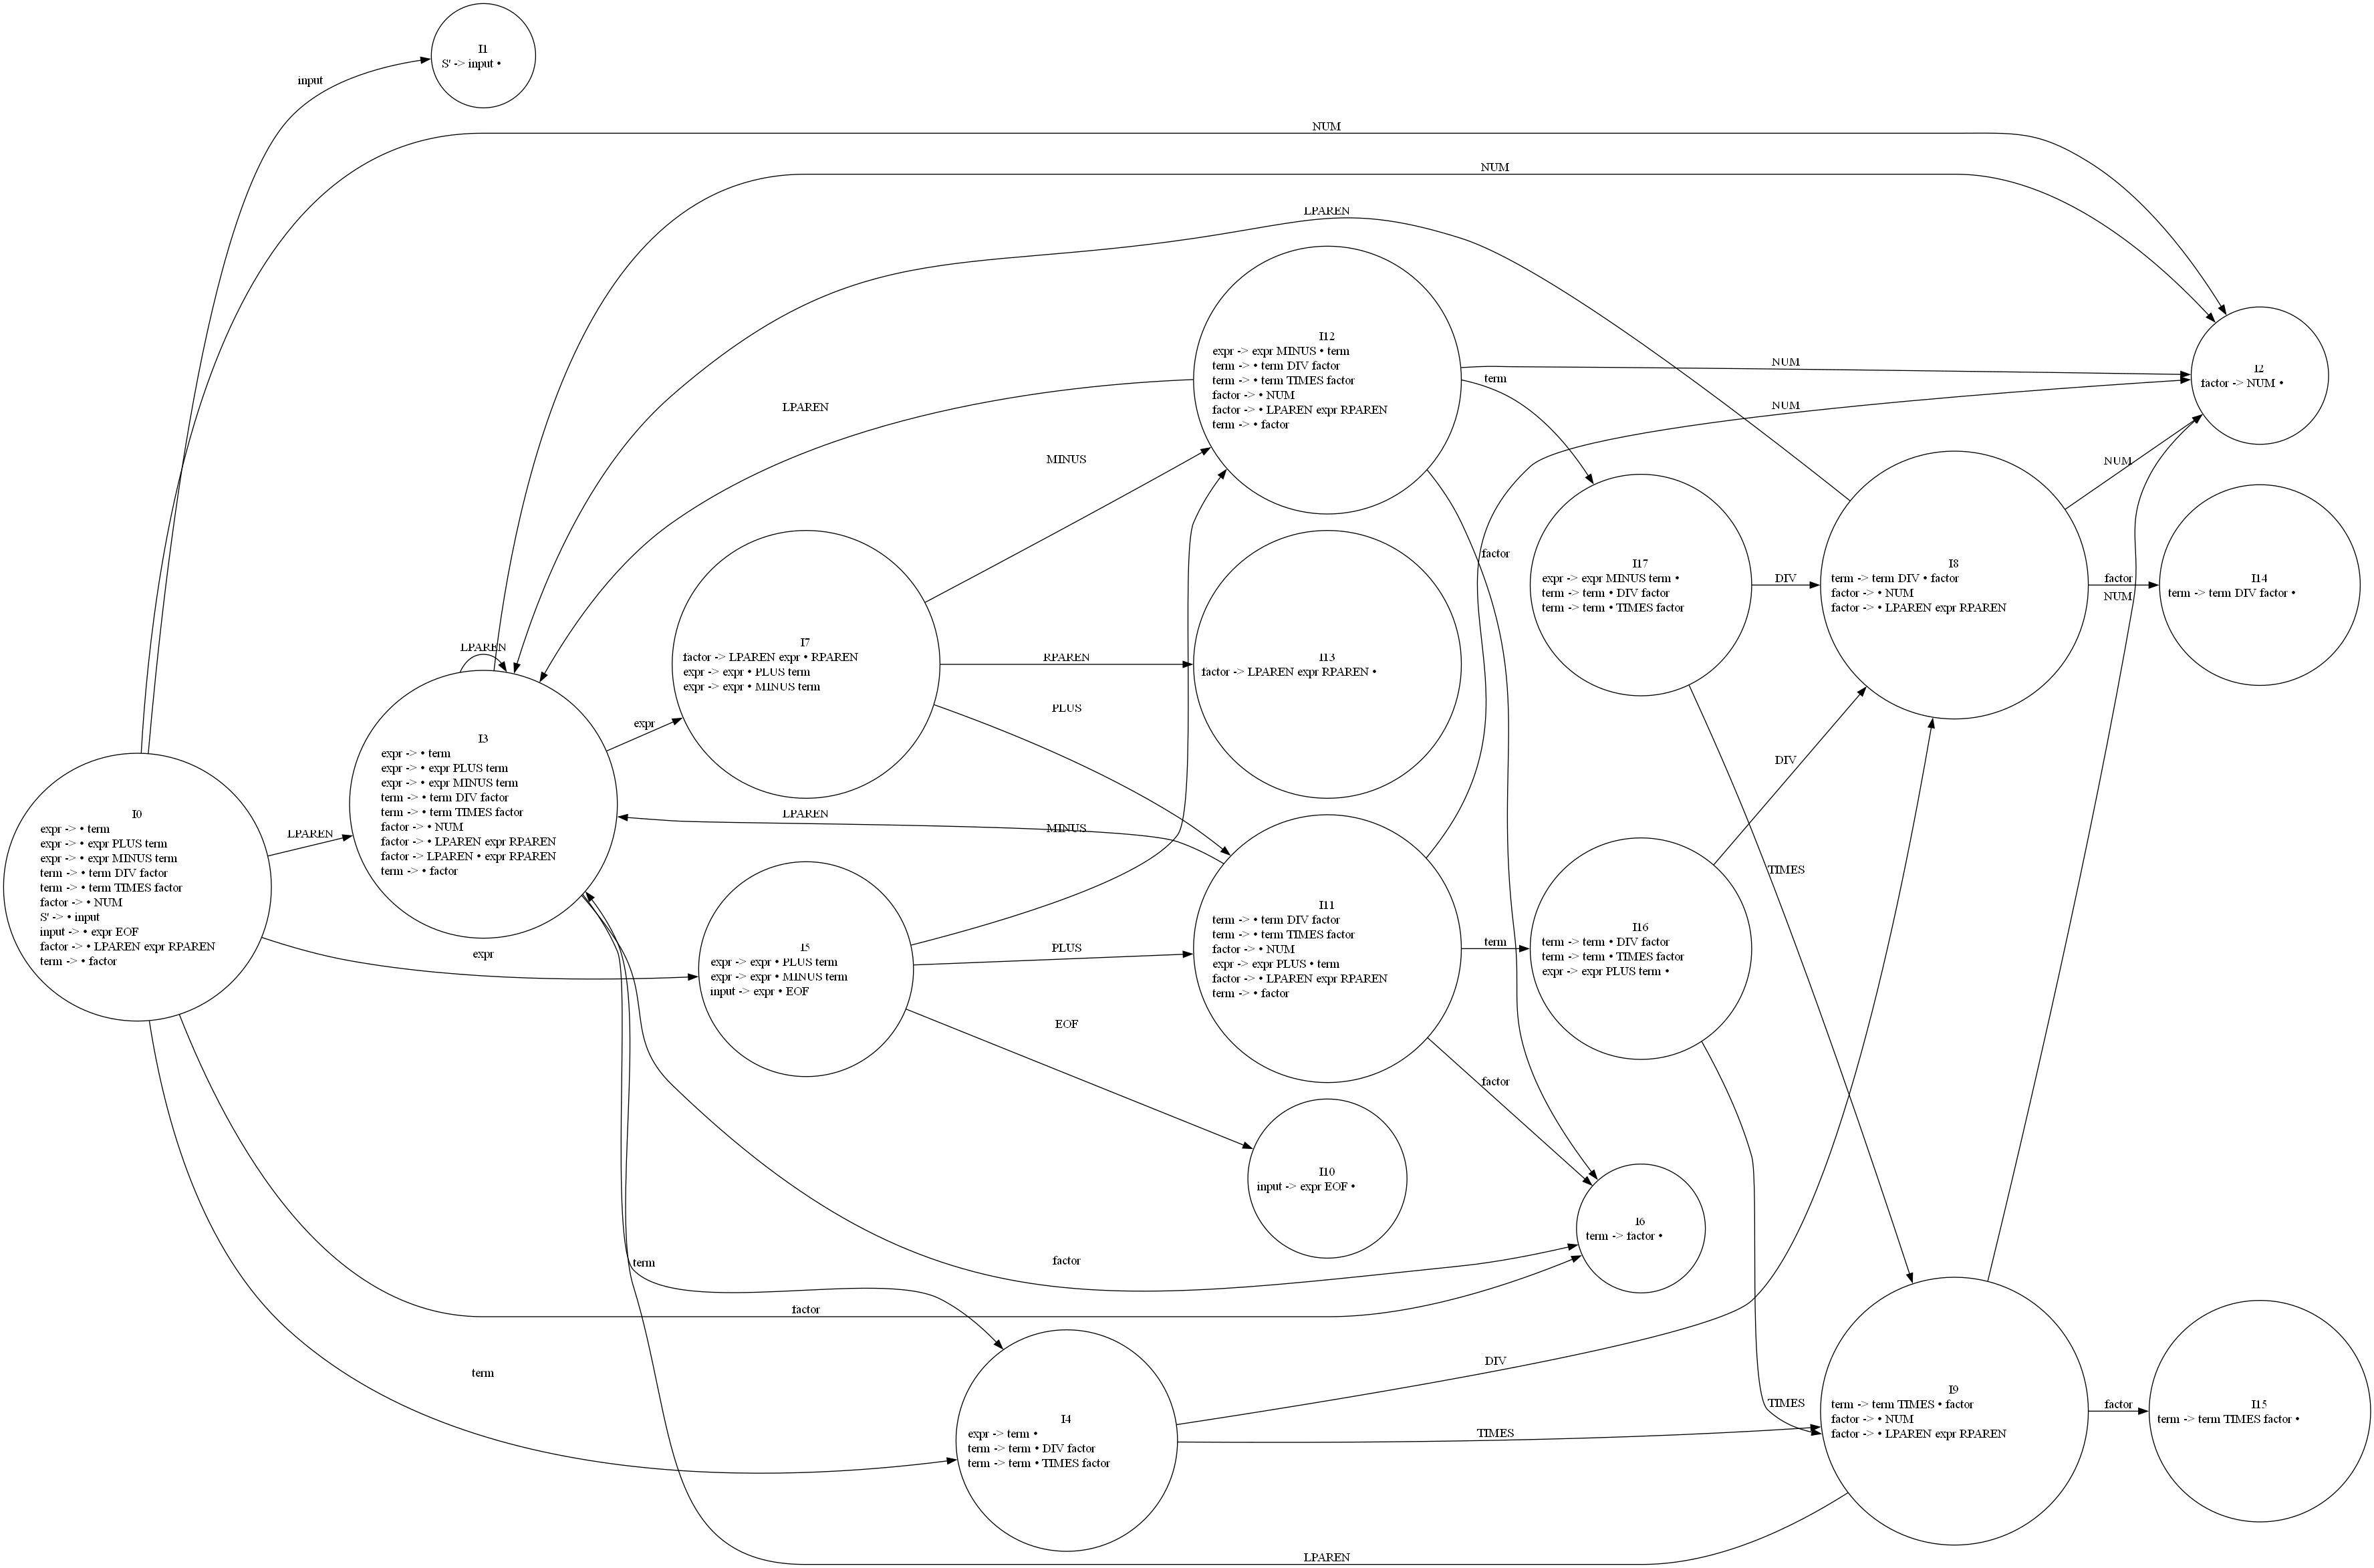 I1
S' -> input •
input
NUM
NUM
LPAREN
I12
expr -> expr MINUS • term
term -> • term DIV factor
term -> • term TIMES factor
factor -> • NUM
factor -> • LPAREN expr RPAREN
term -> • factor
NUM
term
NUM
I2
factor -> NUM •
LPAREN
MINUS
NUM
factor
I17
expr -> expr MINUS term •
term -> term • DIV factor
term -> term • TIMES factor
DIV
I8
term -> term DIV • factor
factor -> • NUM
factor -> • LPAREN expr RPAREN
factor
NUM
I14
term -> term DIV factor •
LPAREN
I7
factor -> LPAREN expr • RPAREN
expr -> expr • PLUS term
expr -> expr • MINUS term
RPAREN
I13
factor -> LPAREN expr RPAREN •
PLUS
I3
expr -> • term
expr -> • expr PLUS term
expr -> • expr MINUS term
term -> • term DIV factor
term -> • term TIMES factor
factor -> • NUM
factor -> • LPAREN expr RPAREN
factor -> LPAREN • expr RPAREN
term -> • factor
expr
DIV
I0
expr -> • term
expr -> • expr PLUS term
expr -> • expr MINUS term
term -> • term DIV factor
term -> • term TIMES factor
factor -> • NUM
S' -> • input
input -> • expr EOF
factor -> • LPAREN expr RPAREN
term -> • factor
LPAREN
LPAREN
MINUS
TIMES
expr
I5
expr -> expr • PLUS term
expr -> expr • MINUS term
input -> expr • EOF
PLUS
EOF
I11
term -> • term DIV factor
term -> • term TIMES factor
factor -> • NUM
expr -> expr PLUS • term
factor -> • LPAREN expr RPAREN
term -> • factor
term
I16
term -> term • DIV factor
term -> term • TIMES factor
expr -> expr PLUS term •
factor
I10
input -> expr EOF •
I6
term -> factor •
term
factor
factor
term
DIV
I4
expr -> term •
term -> term • DIV factor
term -> term • TIMES factor
TIMES
TIMES
I9
term -> term TIMES • factor
factor -> • NUM
factor -> • LPAREN expr RPAREN
factor
I15
term -> term TIMES factor •
LPAREN